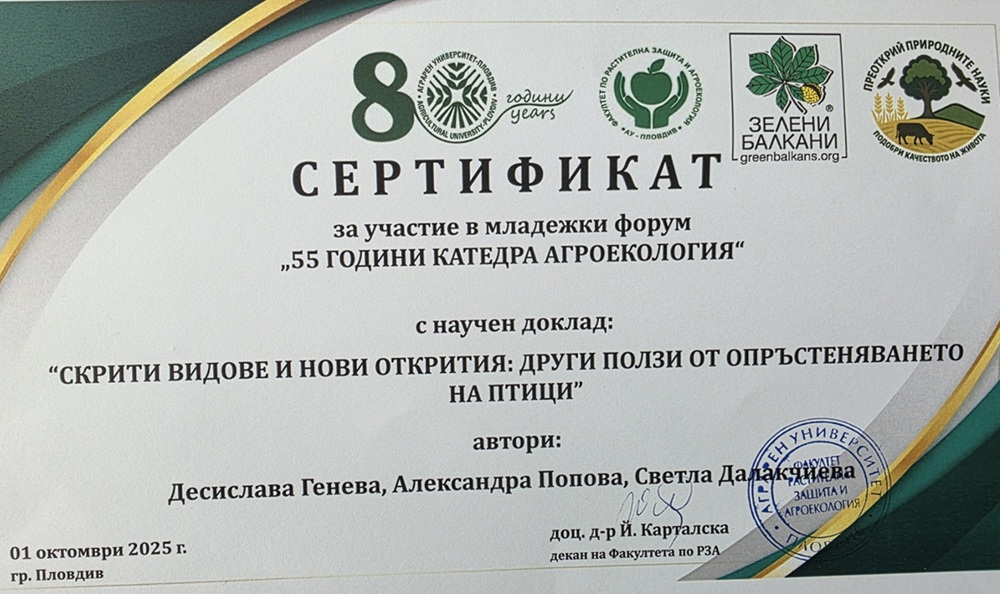 80
АГРАРЕН УНИВЕРСИТЕТ-ПЛОВДИВ
AGRICULTURAL UNIVERSITY-PLOVDIV
години
years
ФАКУЛТЕТ ПО РАСТИТЕЛНА ЗАЩИТА И АГРОЕКОЛОГИЯ
АУ - ПЛОВДИВ
ЗЕЛЕНИ
БАЛКАНИ
greenbalkans.org
ПРЕОТКРИЙ ПРИРОДНИТЕ НАУКИ
ПОДОБРИ КАЧЕСТВОТО НА ЖИВОТА
СЕРТИФИКАТ
за участие в младежки форум
„55 ГОДИНИ КАТЕДРА АГРОЕКОЛОГИЯ“
с научен доклад:
“СКРИТИ ВИДОВЕ И НОВИ ОТКРИТИЯ: ДРУГИ ПОЛЗИ ОТ ОПРЪСТЕНЯВАНЕТО
НА ПТИЦИ”
автори:
Десислава Генева, Александра Попова, Светла Далакчиева
АГРАРЕН УНИВЕРСИТЕТ
ФАКУЛТЕТ
ЗАЩИТА И
АГРОЕКОЛОГИЯ
доц. д-р Й. Карталска
декан на Факултета по РЗА
01 октомври 2025 г.
гр. Пловдив